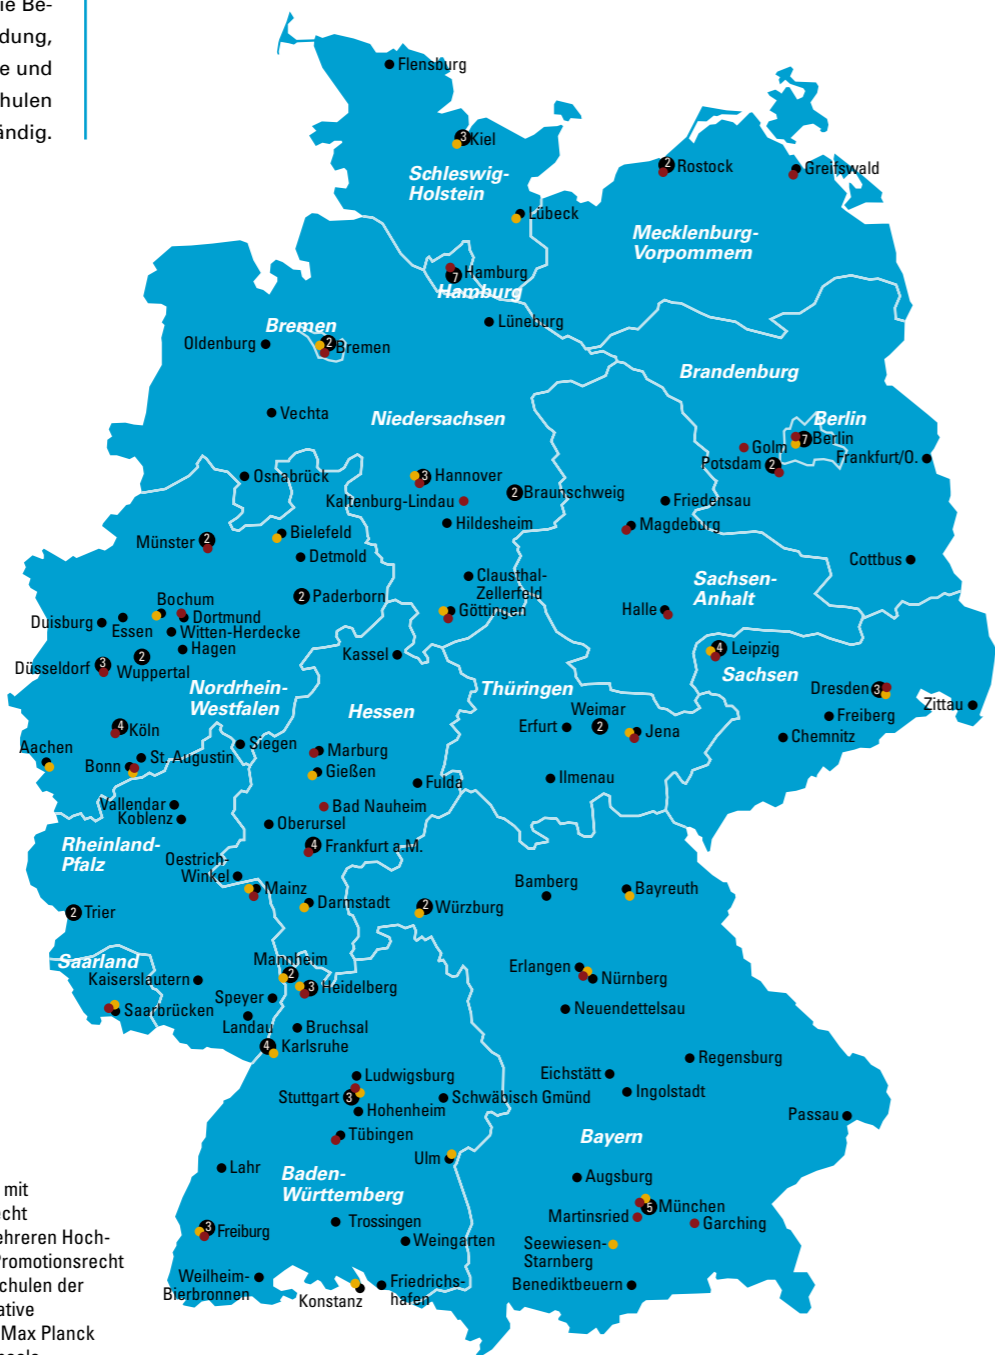 ie Be-
dung,
e und
hulen
ändig.
Flensburg
3
Kiel
Schleswig-
Holstein
2
Rostock
Greifswald
Lübeck
Mecklenburg-
Vorpommern
Hamburg
7
Hamburg
Lüneburg
Bremen
Oldenburg
2
Bremen
Brandenburg
Vechta
Niedersachsen
Berlin
7
Berlin
Golm
Potsdam
2
Frankfurt/O.
Osnabrück
3
Hannover
2
Braunschweig
Kaltenburg-Lindau
Friedensau
Hildesheim
Magdeburg
Münster
2
Bielefeld
Detmold
Cottbus
Clausthal-
Zellerfeld
Sachsen-
Anhalt
2
Paderborn
Göttingen
Halle
Bochum
Dortmund
Duisburg
Essen
Witten-Herdecke
Hagen
Kassel
4
Leipzig
Düsseldorf
3
2
Wuppertal
Sachsen
Nordrhein-
Westfalen
Thüringen
Dresden
3
Zittau
Hessen
Weimar
2
Freiberg
4
Köln
Erfurt
Jena
Chemnitz
Aachen
Siegen
Marburg
St. Augustin
Bonn
Gießen
Ilmenau
Fulda
Vallendar
Koblenz
Bad Nauheim
Oberursel
Rheinland-
Pfalz
4
Frankfurt a.M.
Oestrich-
Winkel
Mainz
Bamberg
Bayreuth
Darmstadt
2
Trier
2
Würzburg
Saarland
Mannheim
2
Erlangen
Nürnberg
Kaiserslautern
3
Heidelberg
Speyer
Saarbrücken
Landau
Neuendettelsau
Bruchsal
4
Karlsruhe
Regensburg
Ludwigsburg
Eichstätt
Stuttgart
3
Schwäbisch Gmünd
Ingolstadt
Hohenheim
Passau
Tübingen
Bayern
Ulm
Lahr
Baden-
Württemberg
Augsburg
5
München
Martinsried
Garching
3
Freiburg
Trossingen
Weingarten
Seewiesen-
Starnberg
Weilheim-
Bierbronnen
Konstanz
Friedrichs-
hafen
Benediktbeuern
mit
echt
ehreren Hoch-
Promotionsrecht
chulen der
ative
Max Planck